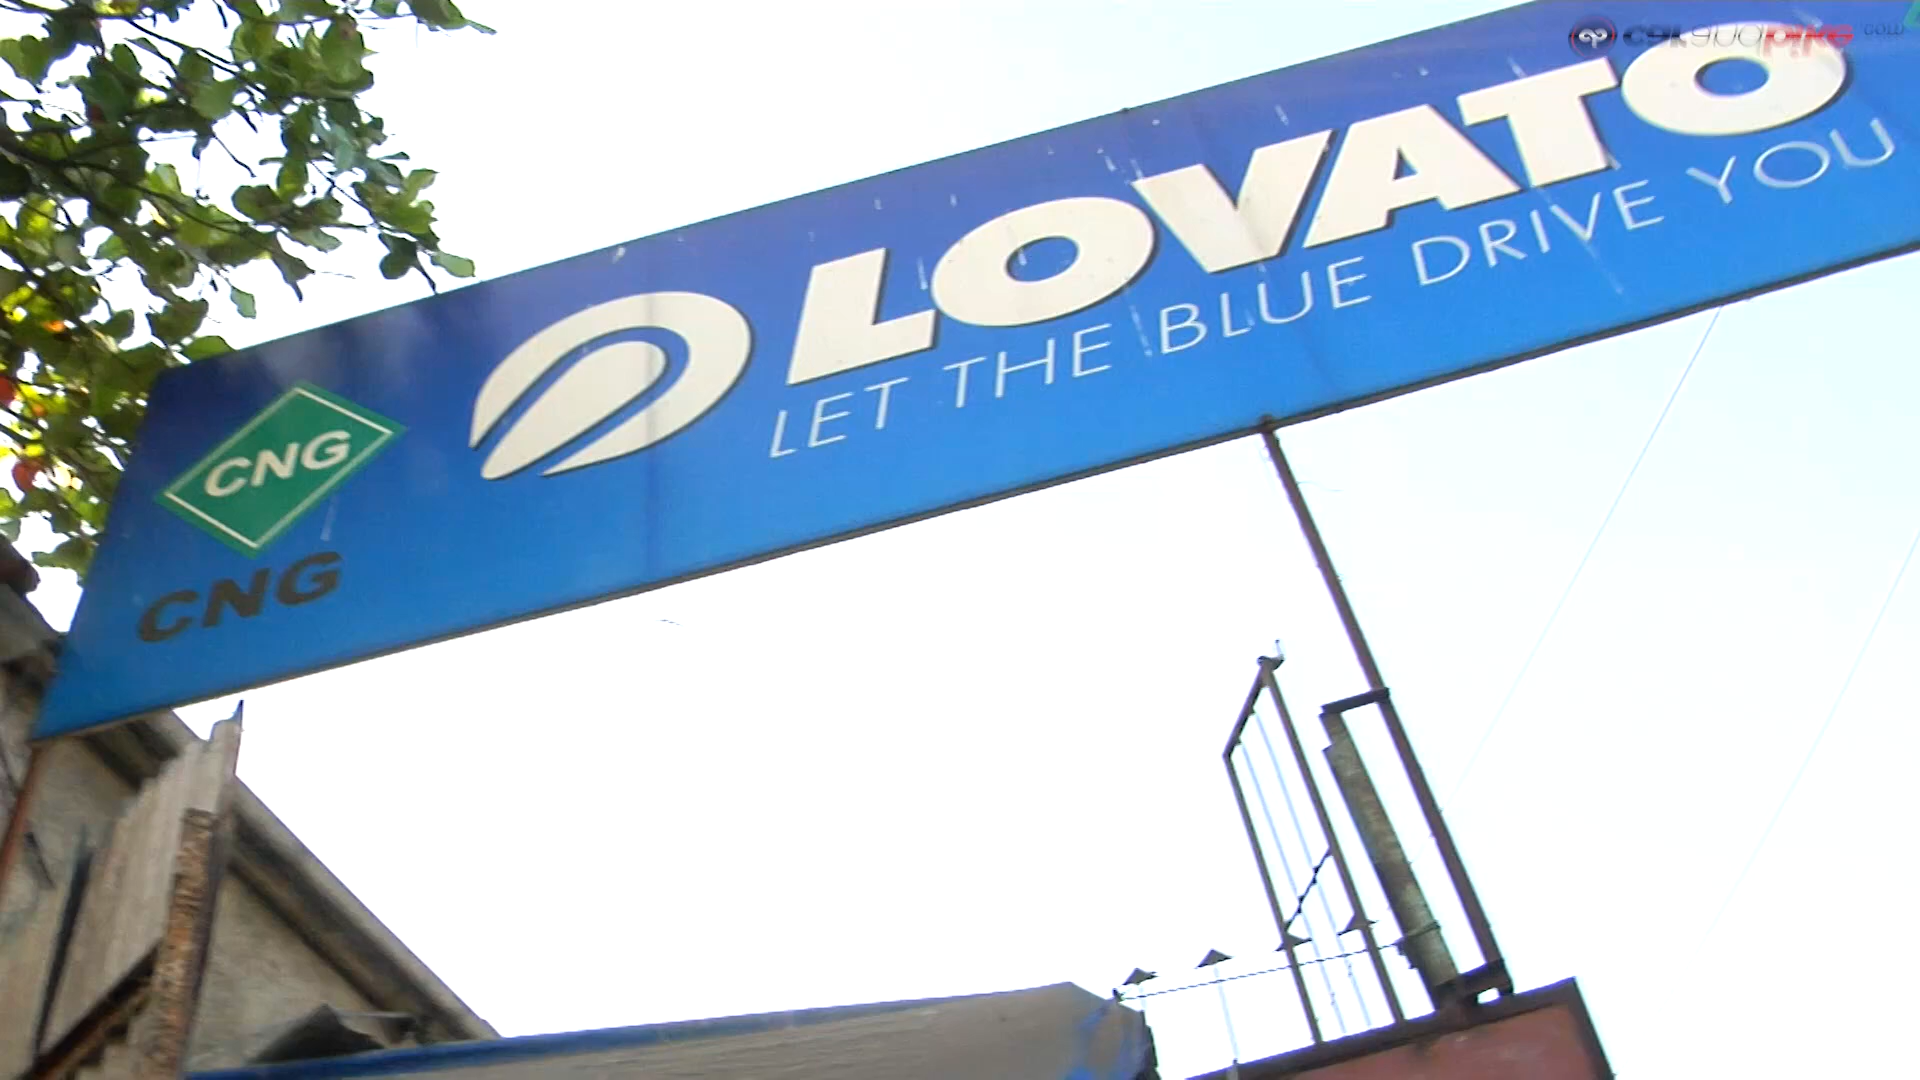 LOVATO
LET THE BLUE DRIVE YOU
CNG
CNG